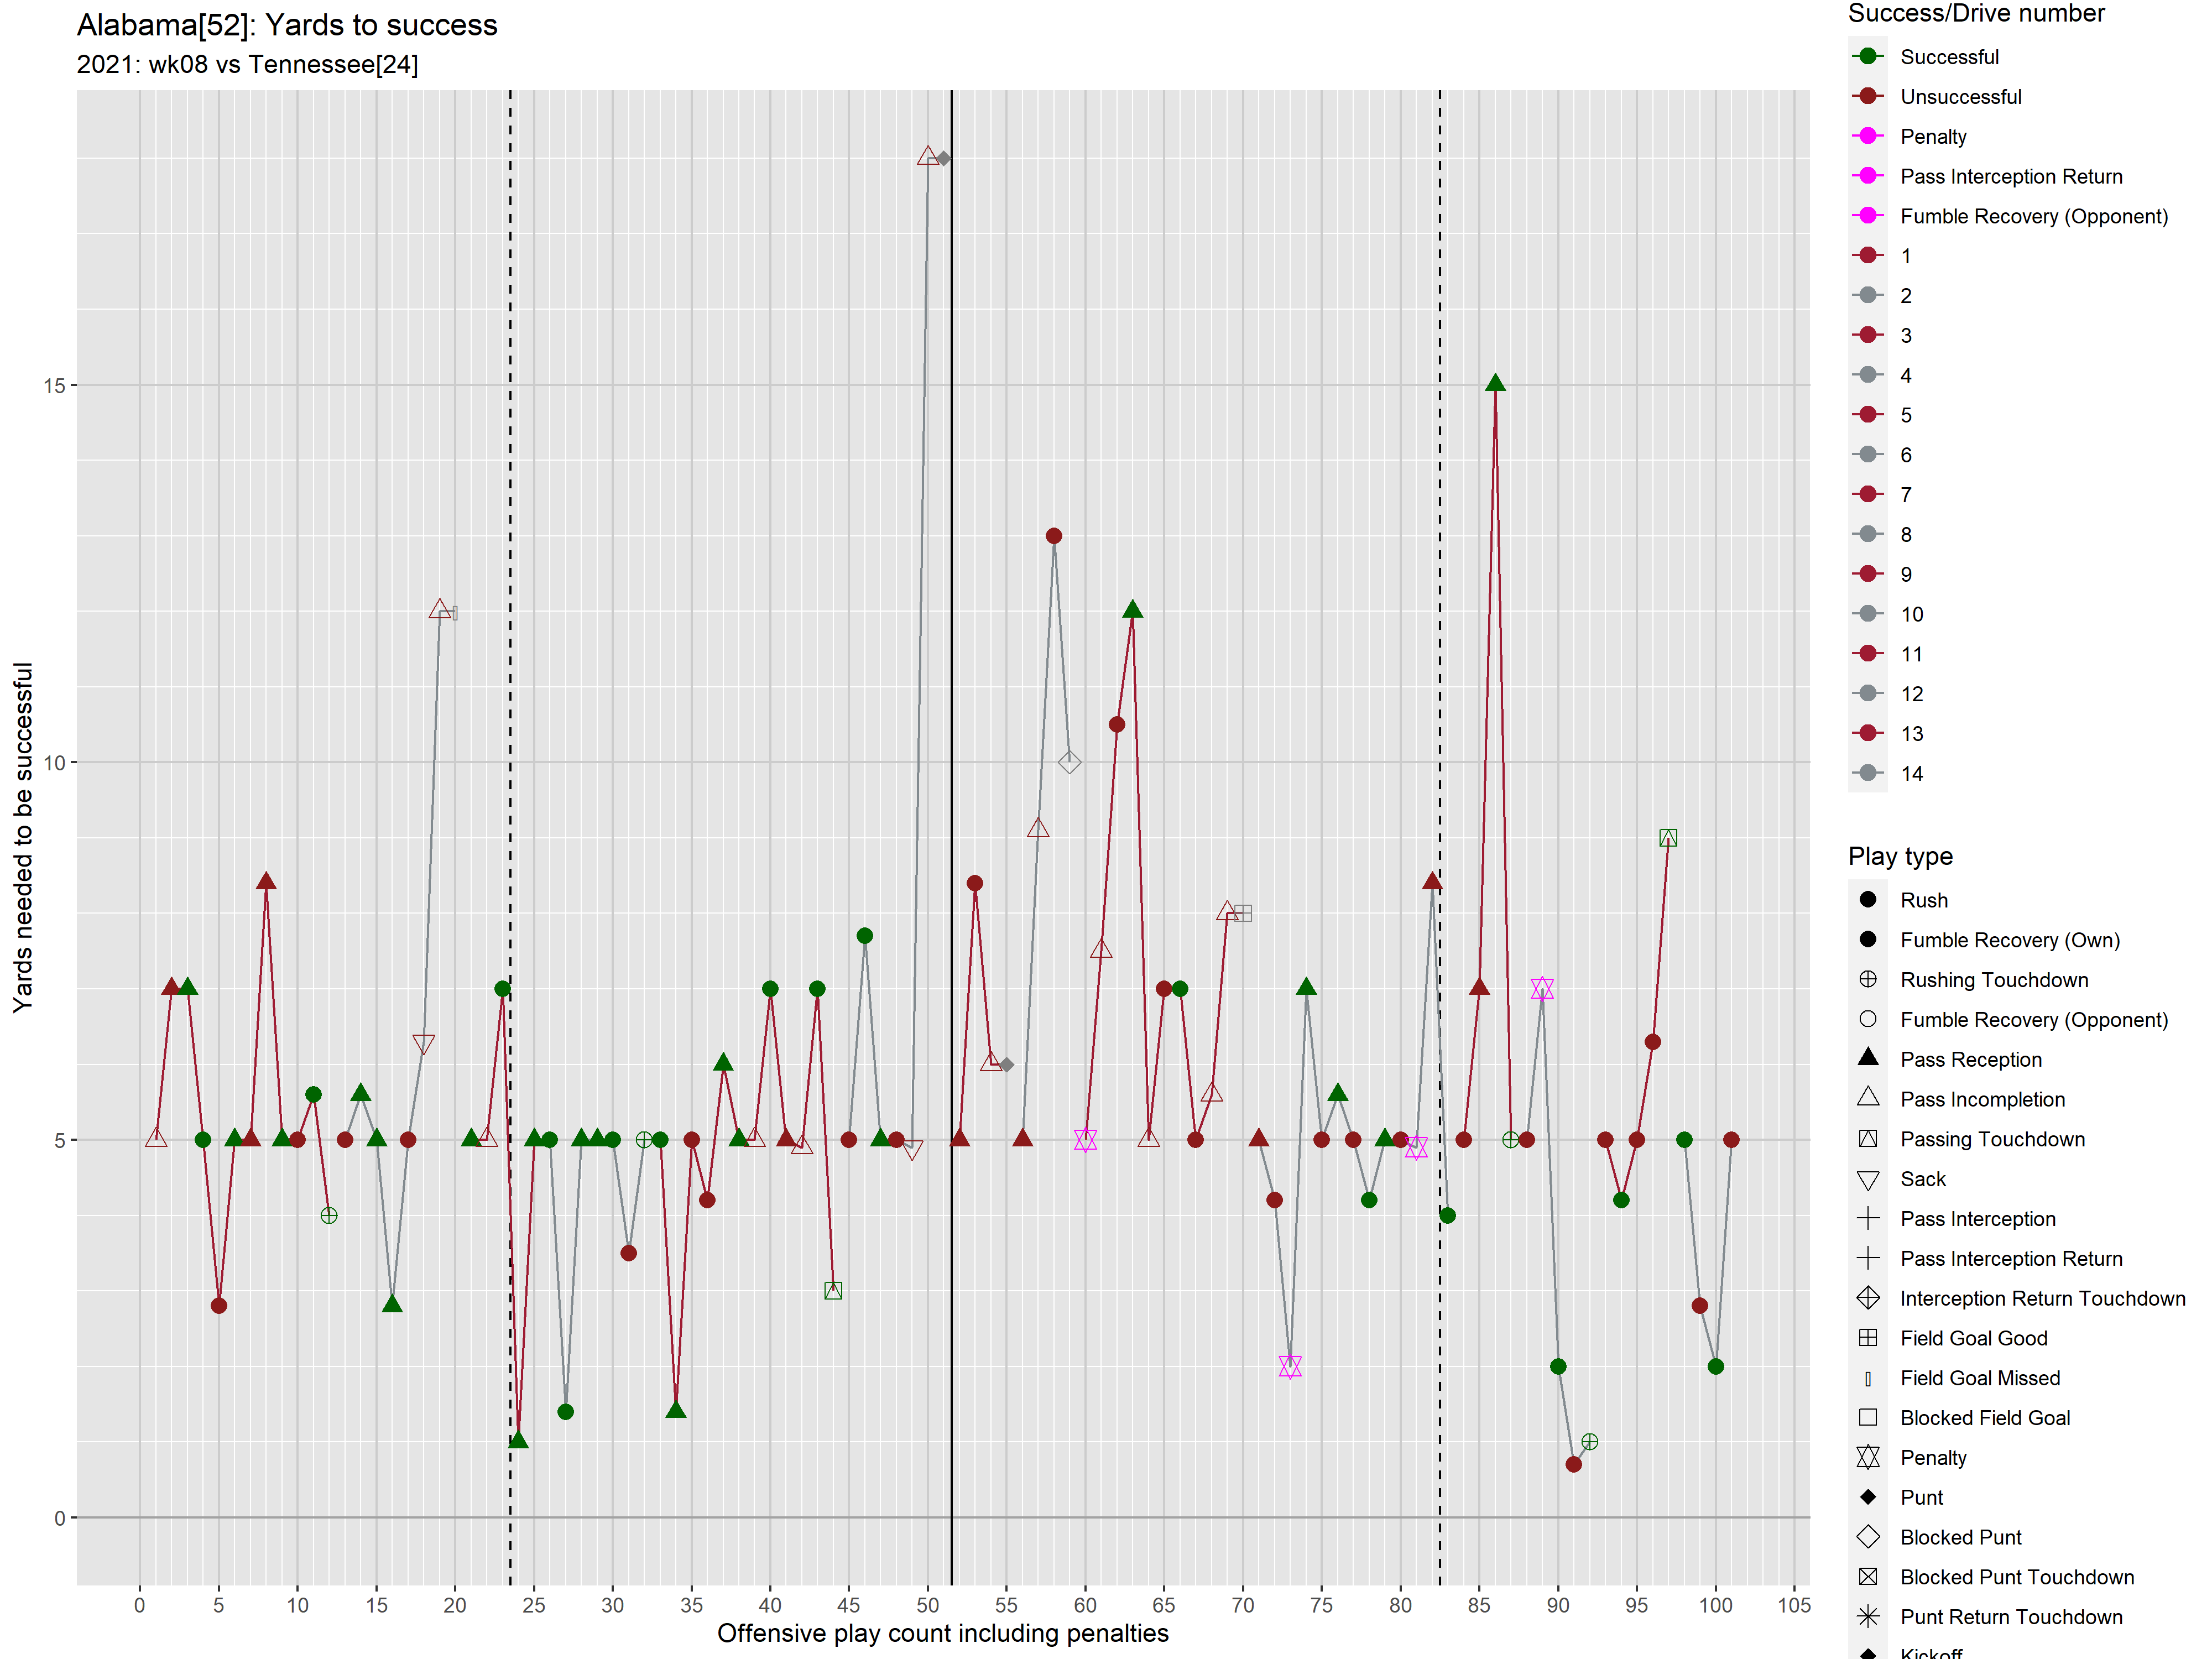 Alabama[52]: Yards to success
2021: wk08 vs Tennessee[24]
Yards needed to be successful
15
10
5
0
0 5 10 15 20 25 30 35 40 45 50 55 60 65 70 75 80 85 90 95 100 105
Offensive play count including penalties
Success/Drive number
Successful
Unsuccessful
Penalty
Pass Interception Return
Fumble Recovery (Opponent)
1
2
3
4
5
6
7
8
9
10
11
12
13
14
Play type
Rush
Fumble Recovery (Own)
Rushing Touchdown
Fumble Recovery (Opponent)
Pass Reception
Pass Incompletion
Passing Touchdown
Sack
Pass Interception
Pass Interception Return
Interception Return Touchdown
Field Goal Good
Field Goal Missed
Blocked Field Goal
Penalty
Punt
Blocked Punt
Blocked Punt Touchdown
Punt Return Touchdown
Kickoff